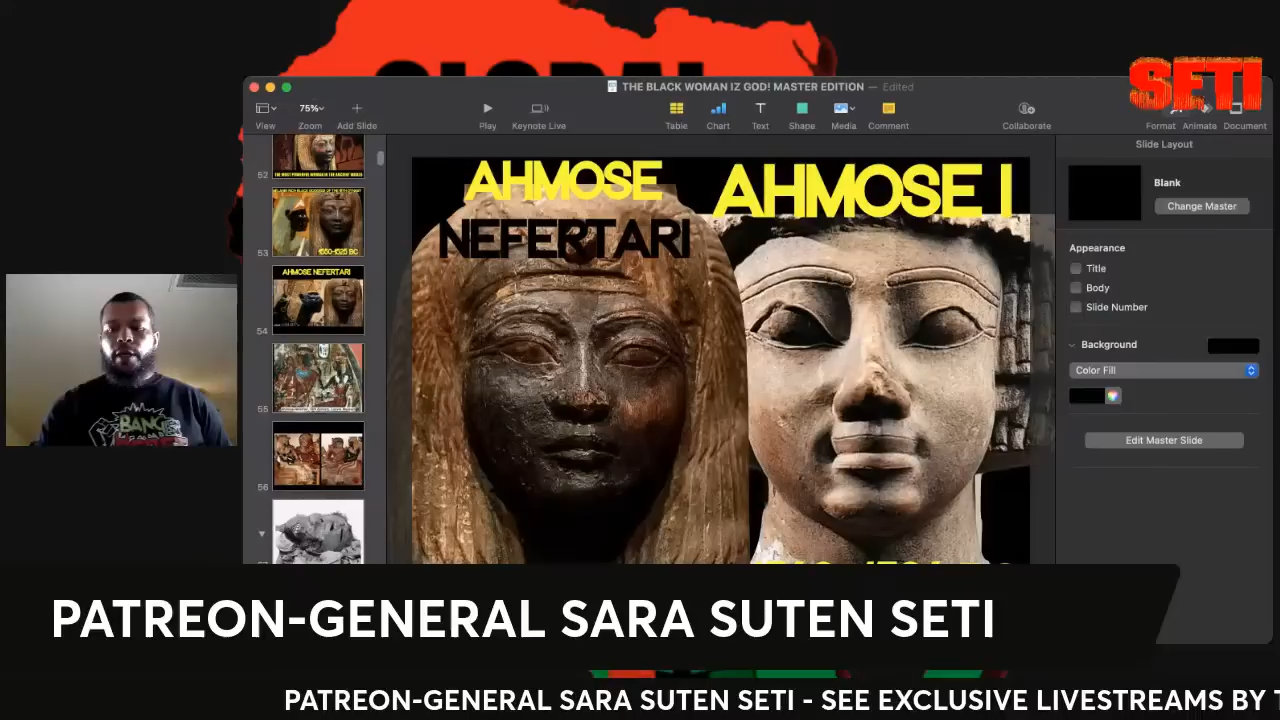 SETI
THE BLACK WOMAN IZ GOD! MASTER EDITION — Edited
75%
View
Zoom
Add Slide
Play
Keynote Live
Table
Chart
Text
Shape
Media
Comment
Collaborate
Format
Animate
Document
52
53
AHMOSE NEFERTARI
54
55
56
AHMOSE
NEFERTARI
AHMOSE I
Slide Layout
Blank
Change Master
Appearance
Title
Body
Slide Number
Background
Color Fill
Edit Master Slide
BANG
PATREON-GENERAL SARA SUTEN SETI
PATREON-GENERAL SARA SUTEN SETI - SEE EXCLUSIVE LIVESTREAMS BY